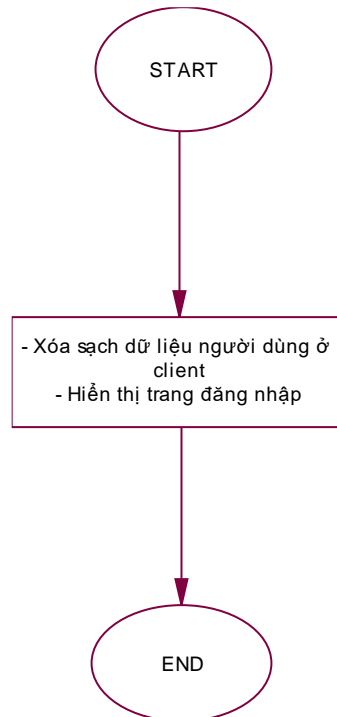 START
- Xóa sạch dữ liệu người dùng ở
client
- Hiển thị trang đăng nhập
END